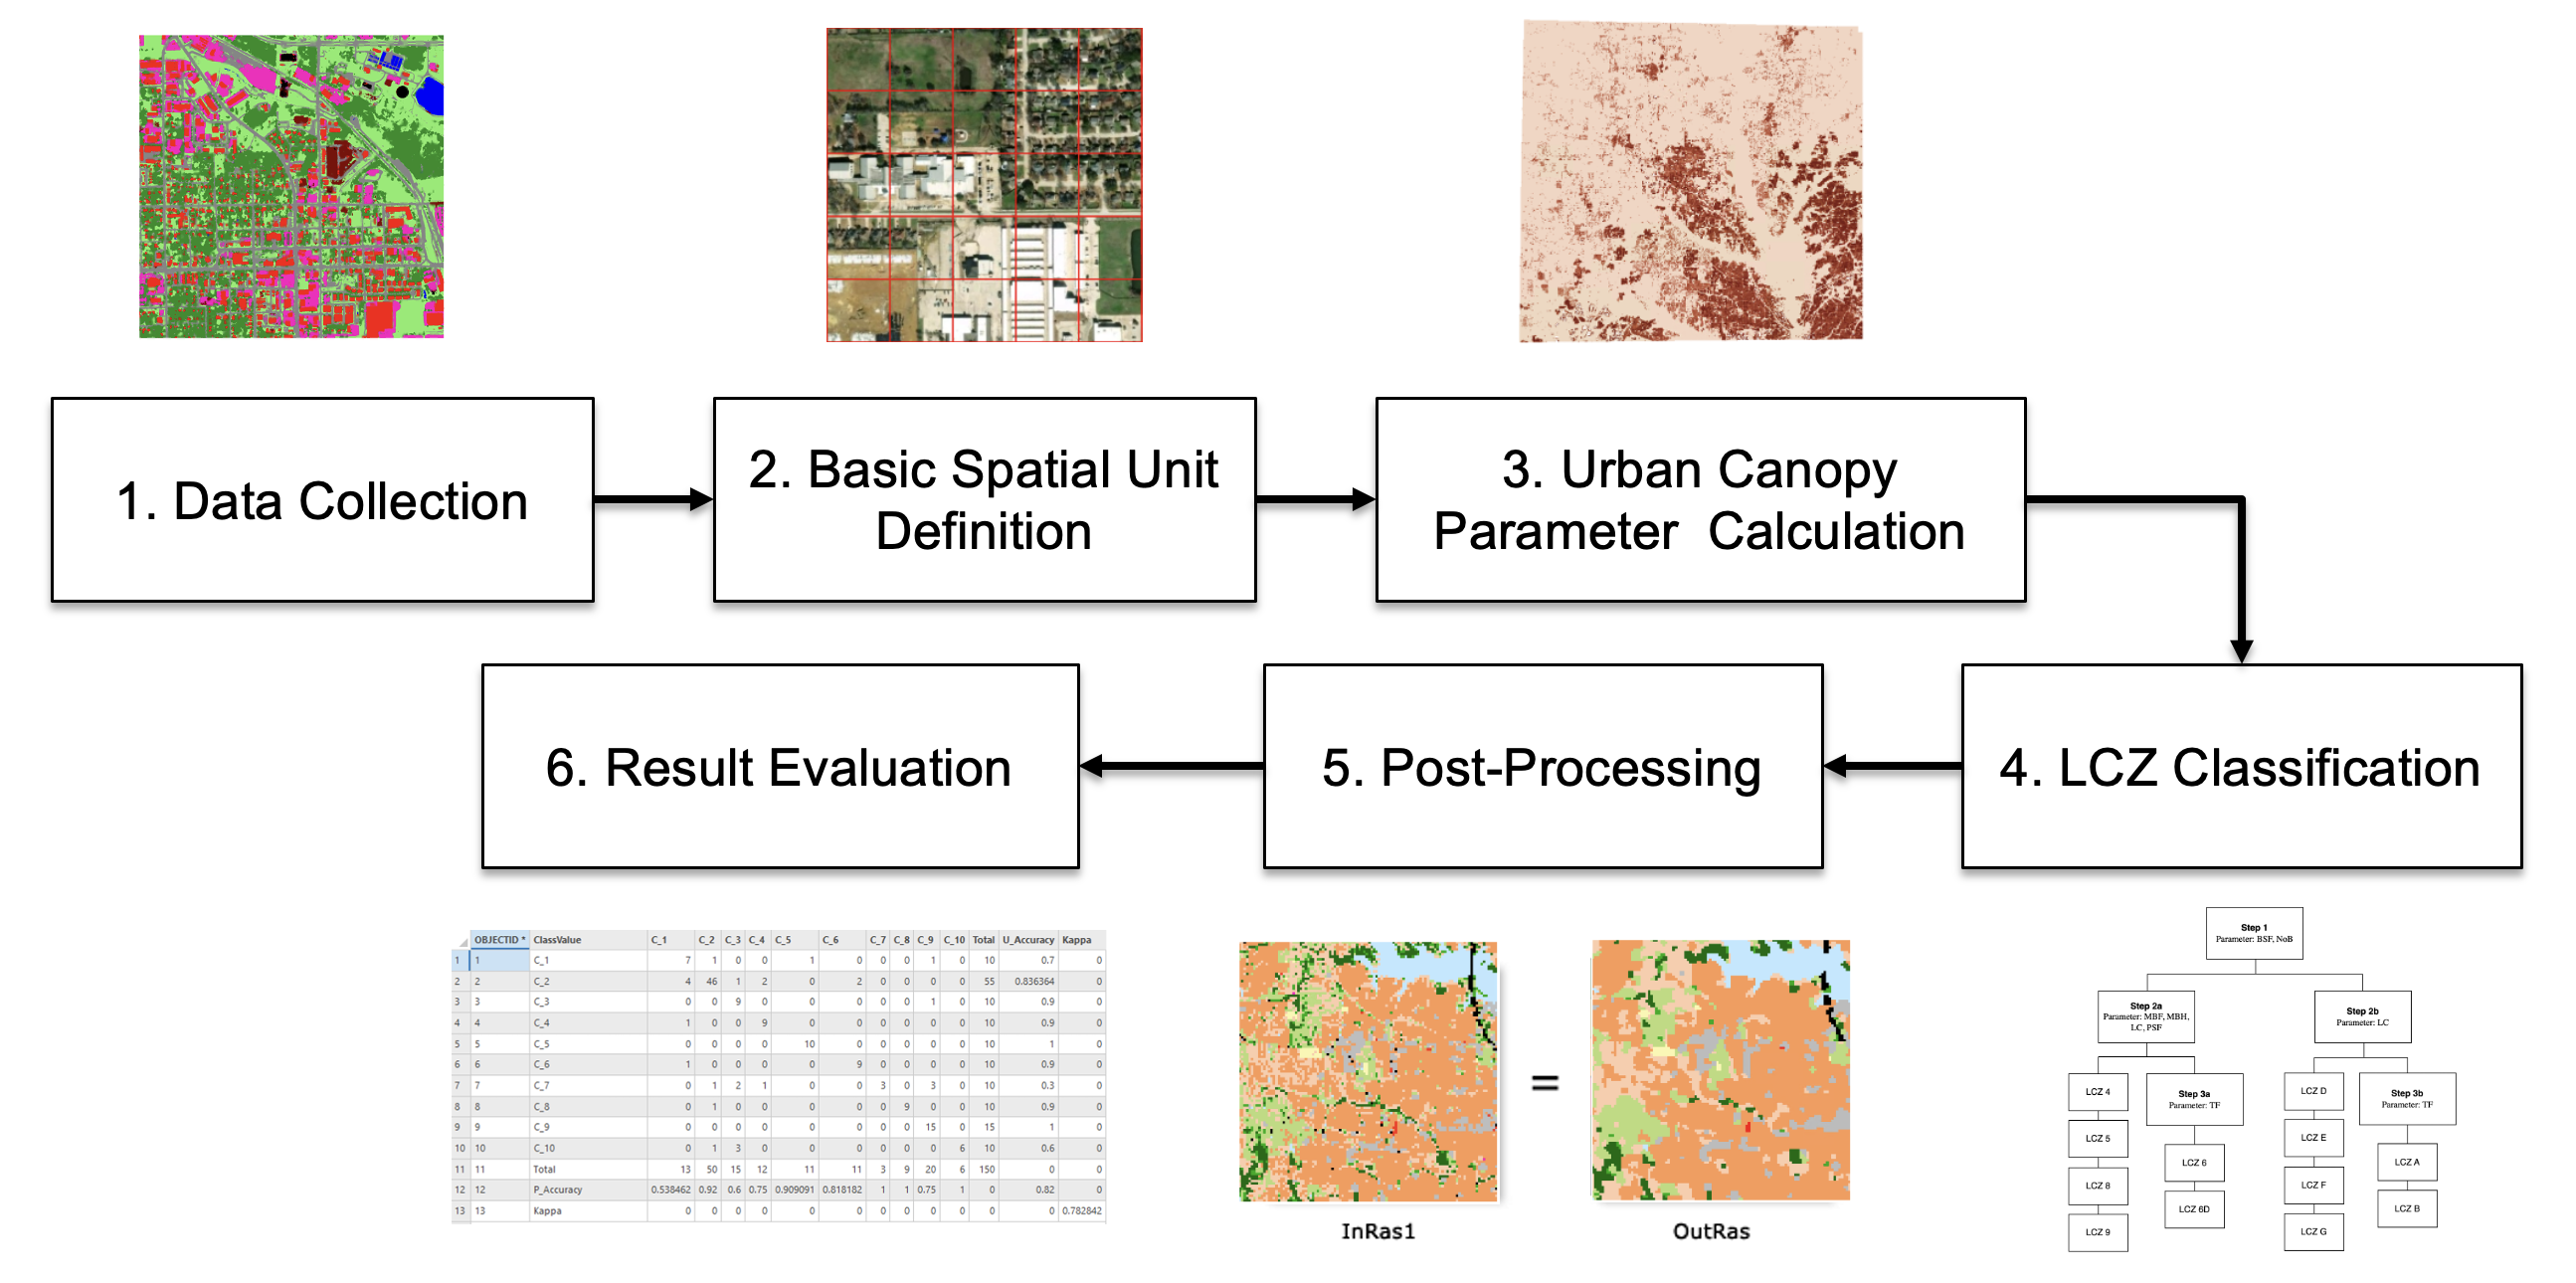 1. Data Collection
2. Basic Spatial Unit
Definition
3. Urban Canopy
Parameter  Calculation
4. LCZ Classification
5. Post-Processing
6. Result Evaluation
OBJECTID * ClassValue C_1 C_2 C_3 C_4 C_5 C_6 C_7 C_8 C_9 C_10 Total U_Accuracy Kappa
1 1 C_1 7 1 0 0 1 0 0 0 1 0 10 0.7 0
2 2 C_2 4 46 1 2 0 2 0 0 0 0 55 0.836364 0
3 3 C_3 0 0 9 0 0 0 0 0 1 0 10 0.9 0
4 4 C_4 1 0 0 9 0 0 0 0 0 0 10 0.9 0
5 5 C_5 0 0 0 0 10 0 0 0 0 0 10 1 0
6 6 C_6 1 0 0 0 0 9 0 0 0 0 10 0.9 0
7 7 C_7 0 1 2 1 0 0 3 0 3 0 10 0.3 0
8 8 C_8 0 1 0 0 0 0 0 9 0 0 10 0.9 0
9 9 C_9 0 0 0 0 0 0 0 0 15 0 15 1 0
10 10 C_10 0 1 3 0 0 0 0 0 0 6 10 0.6 0
11 11 Total 13 50 15 12 11 11 3 9 20 6 150 0 0
12 12 P_Accuracy 0.538462 0.92 0.6 0.75 0.909091 0.818182 1 1 0.75 1 0 0.82 0
13 13 Kappa 0 0 0 0 0 0 0 0 0 0 0 0 0.782842
=
InRas1
OutRas
Step 1
Parameter: BSF, NoB
Step 2a
Parameter: MBF, MBH,
LC, PSF
Step 2b
Parameter: LC
LCZ 4
LCZ 5
LCZ 8
LCZ 9
Step 3a
Parameter: TF
LCZ 6
LCZ 6D
LCZ D
LCZ E
LCZ F
LCZ G
Step 3b
Parameter: TF
LCZ A
LCZ B